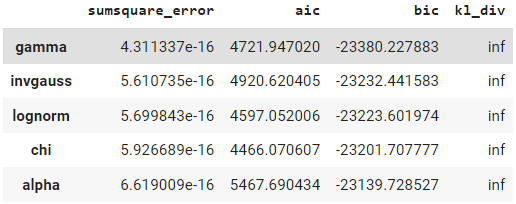 sumsquare_error aic bic kl_div
gamma 4.311337e-16 4721.947020 -23380.227883 inf
invgauss 5.610735e-16 4920.620405 -23232.441583 inf
lognorm 5.699843e-16 4597.052006 -23223.601974 inf
chi 5.926689e-16 4466.070607 -23201.707777 inf
alpha 6.619009e-16 5467.690434 -23139.728527 inf